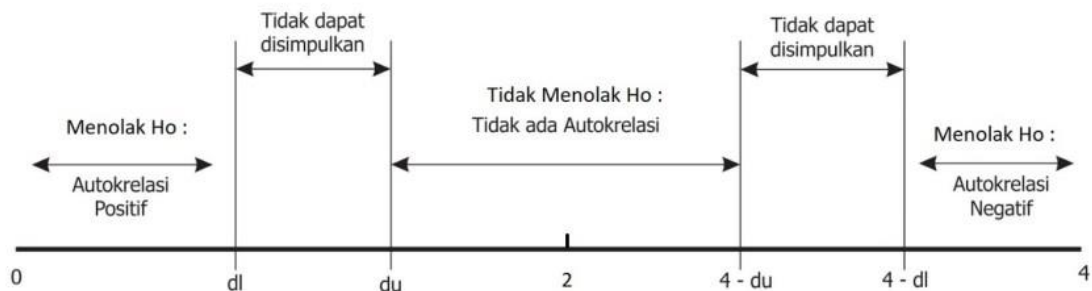 Tidak dapat
disimpulkan
Tidak dapat
disimpulkan
Menolak Ho :
Autokrelasi
Positif
Tidak Menolak Ho :
Tidak ada Autokrelasi
Menolak Ho :
Autokrelasi
Negatif
0
dl
du
2
4 - du
4 - dl
4